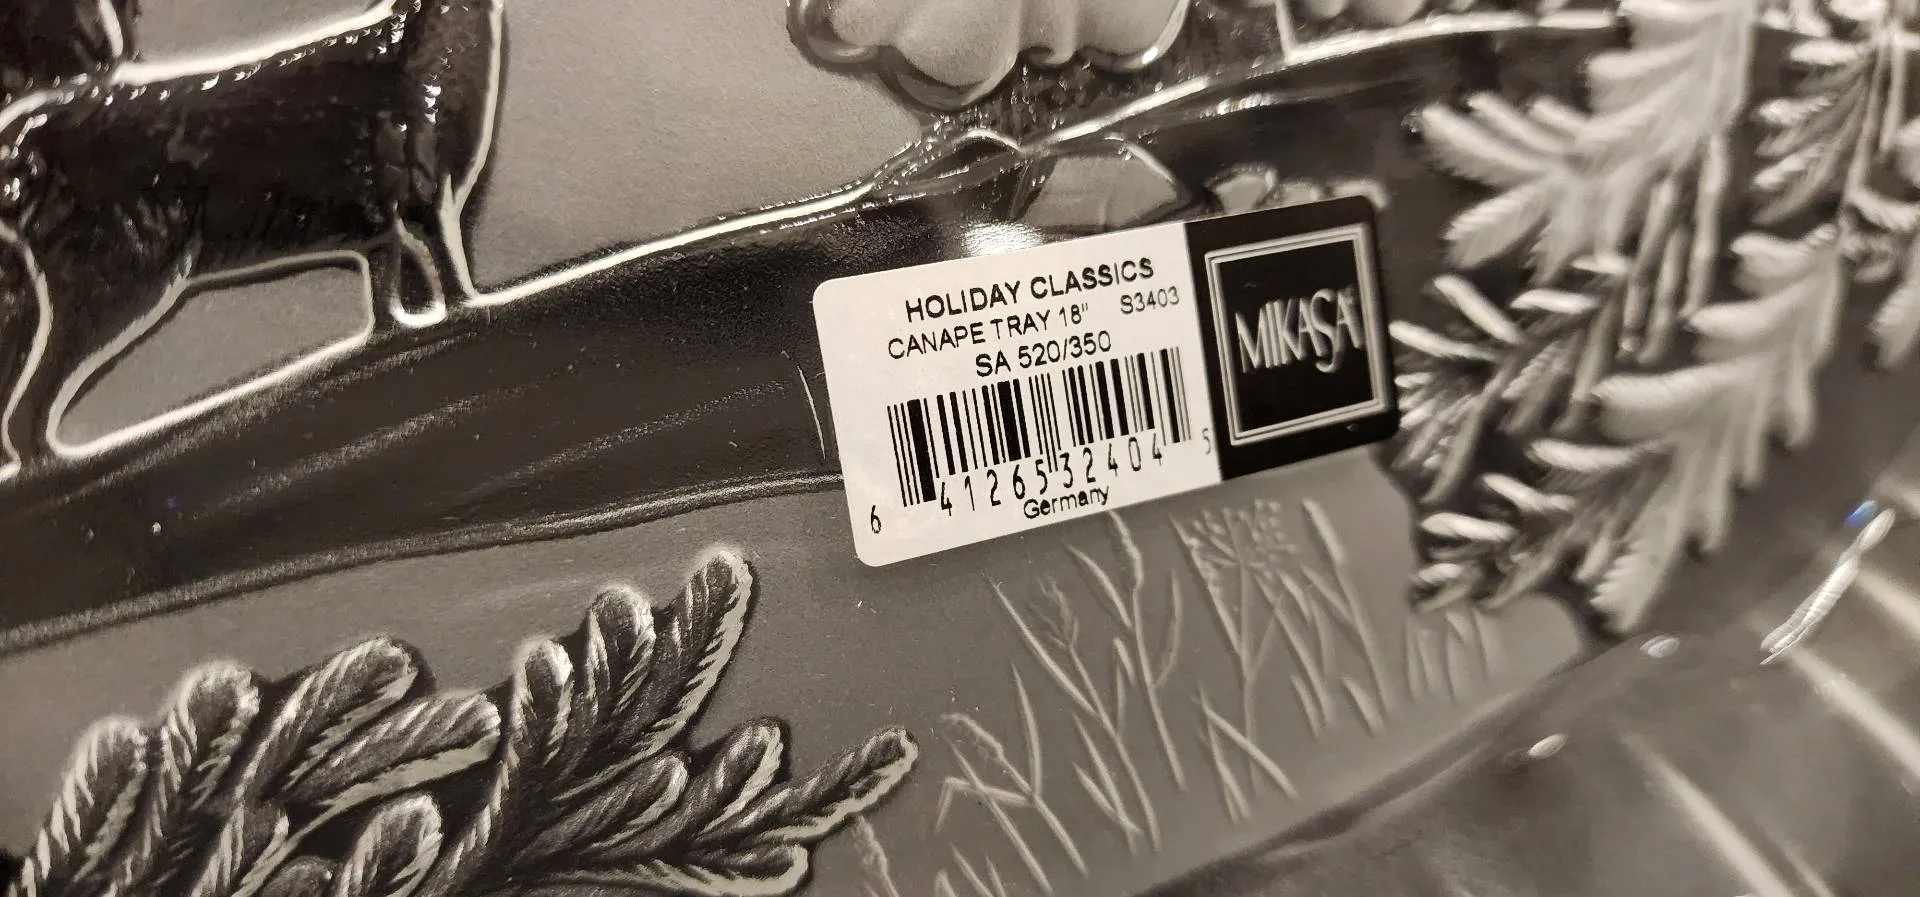 HOLIDAY CLASSICS
CANAPE TRAY 18" S3403
SA 520/350
6 41265 32404 5
Germany
MIKASA